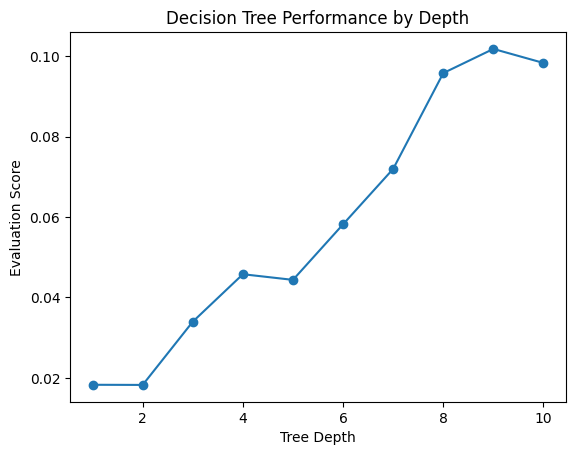 Decision Tree Performance by Depth
0.10
0.08
0.06
0.04
0.02
Evaluation Score
2 4 6 8 10
Tree Depth